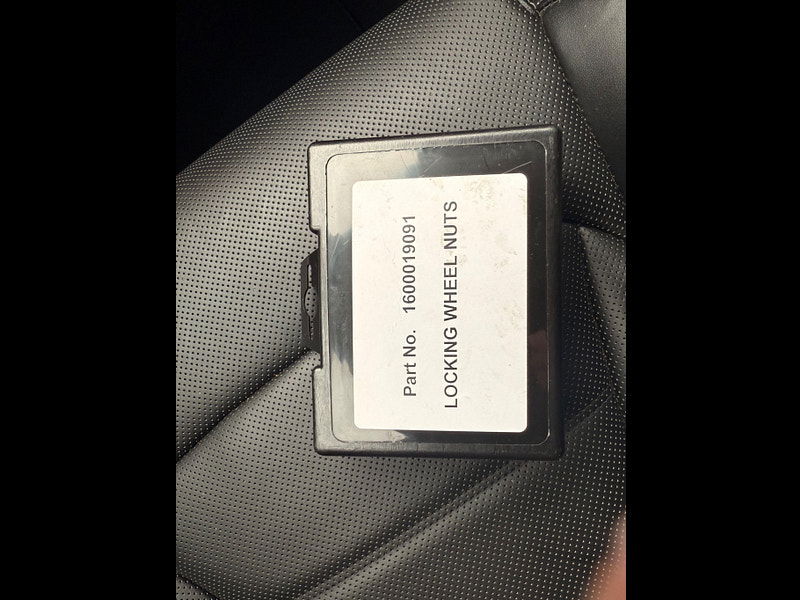 Part No. 1600019091
LOCKING WHEEL NUTS